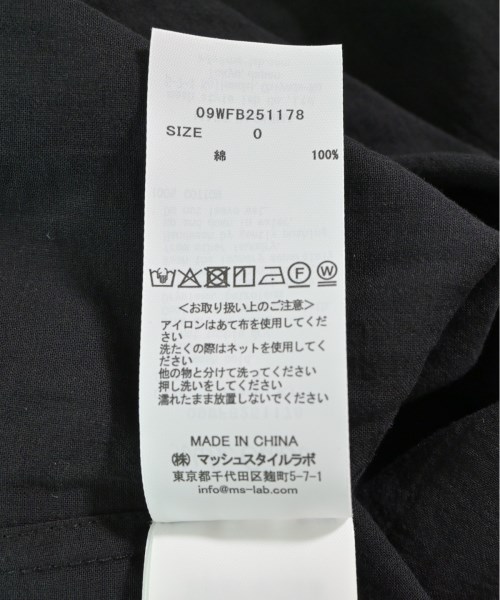 09WFB251178
SIZE 0
綿 100%
F W
<お取り扱い上のご注意>
アイロンはあて布を使用してくだ
さい
洗たくの際はネットを使用してく
ださい
他の物と分けて洗ってください
押し洗いをしてください
濡れたまま放置しないでください
MADE IN CHINA
(株) マッシュスタイルラボ
東京都千代田区麹町5-7-1
info@ms-lab.com